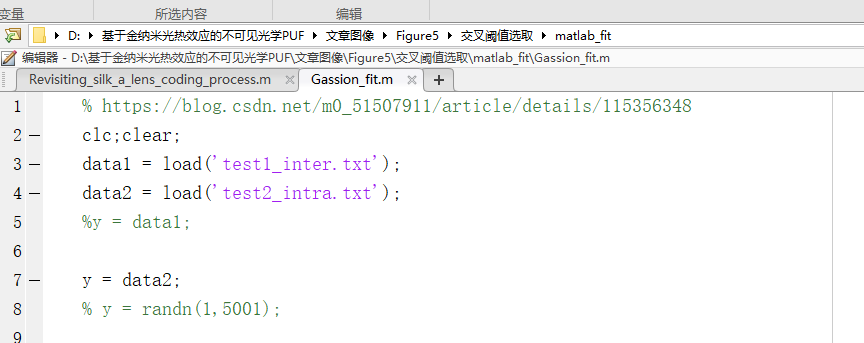 变量 所选内容 编辑
D: 基于金纳米光热效应的不可见光学PUF 文章图像 Figure5 交叉阈值选取 matlab_fit
编辑器 - D:\基于金纳米光热效应的不可见光学PUF\文章图像\Figure5\交叉阈值选取\matlab_fit\Gassion_fit.m
Revisiting_silk_a_lens_coding_process.m × Gassion_fit.m × +
1 % https://blog.csdn.net/m0_51507911/article/details/115356348
2 – clc;clear;
3 – data1 = load('test1_inter.txt');
4 – data2 = load('test2_intra.txt');
5 %y = data1;
6
7 – y = data2;
8 % y = randn(1,5001);
9